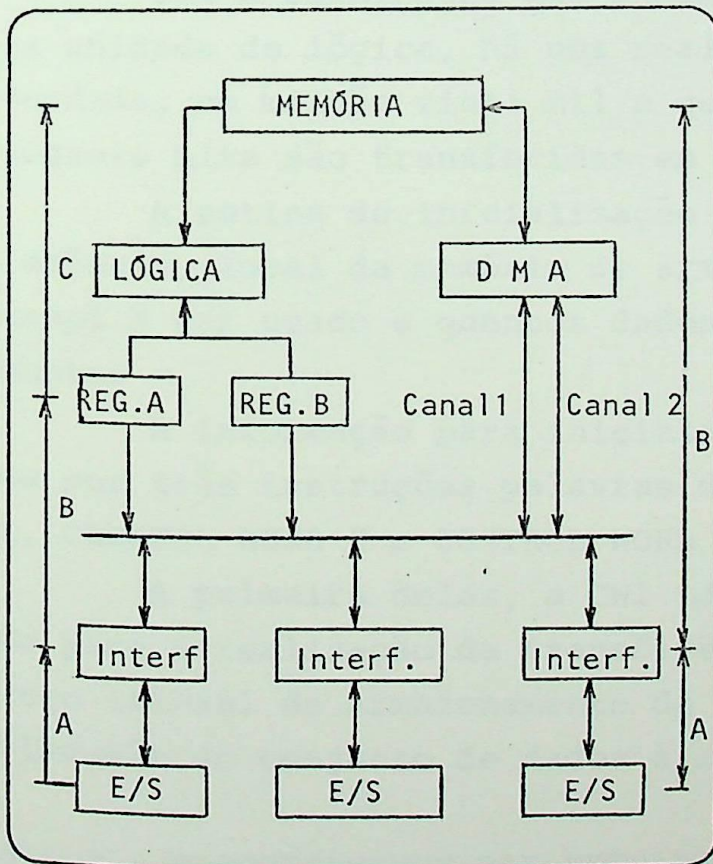 MEMÓRIA
C
LÓGICA
D M A
REG.A
REG.B
Canal1
Canal 2
B
B
Interf
Interf.
Interf.
A
A
E/S
E/S
E/S